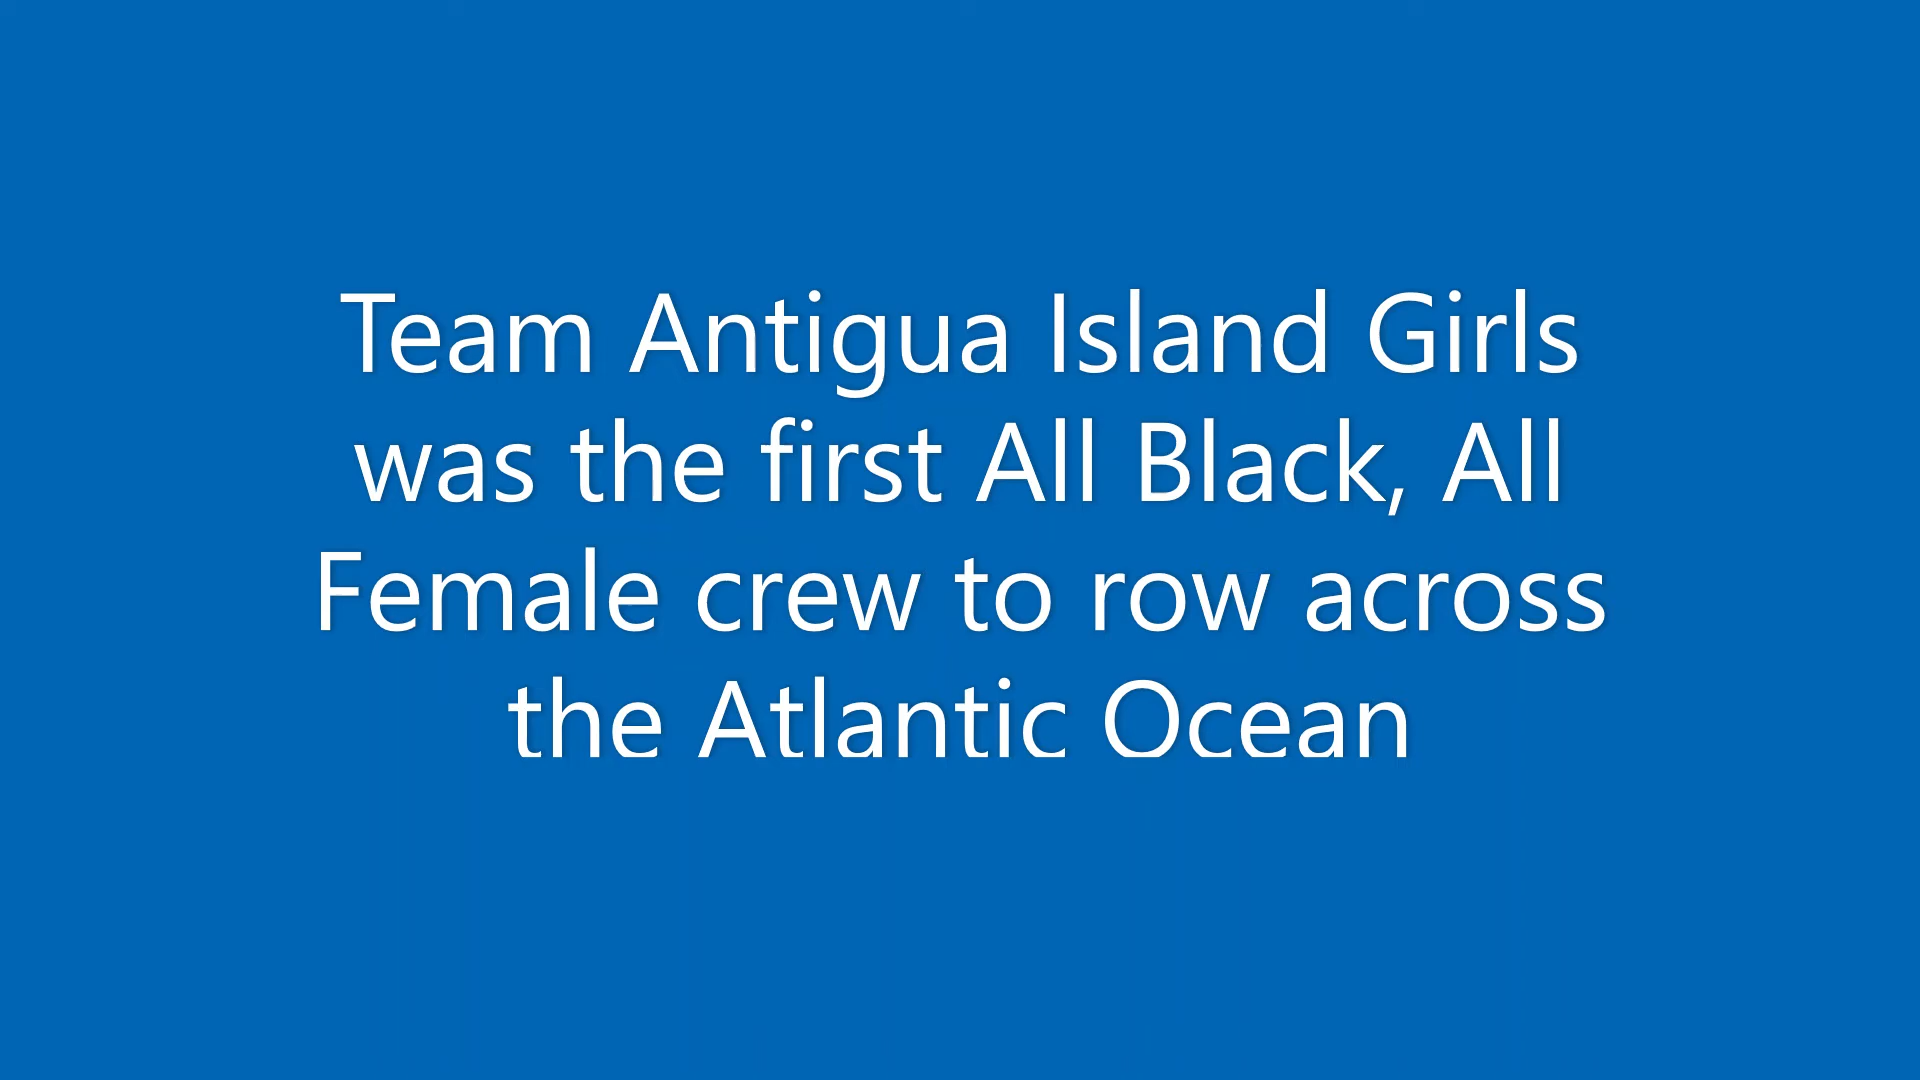 Team Antigua Island Girls
was the first All Black, All
Female crew to row across
the Atlantic Ocean